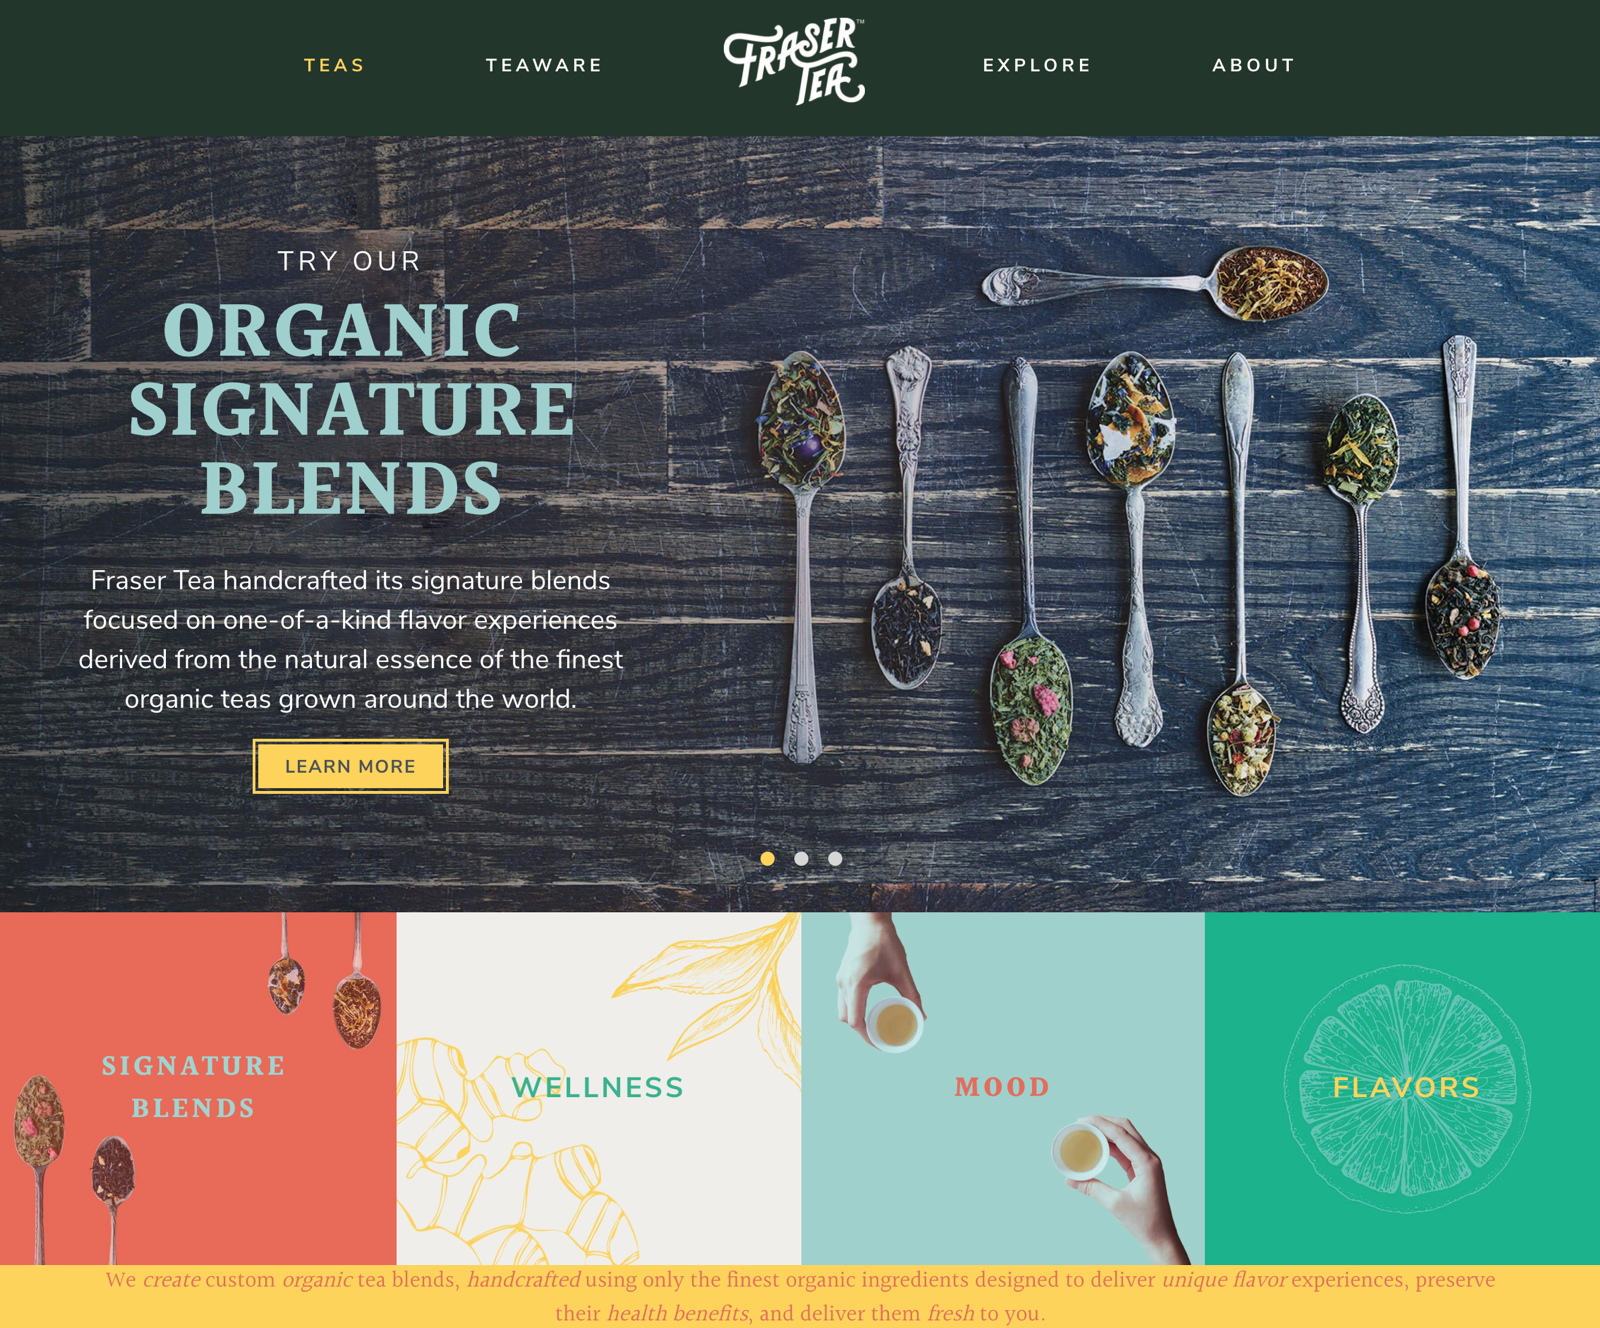 TEAS
TEAWARE
FRASER TEA™
EXPLORE
ABOUT
TRY OUR
ORGANIC
SIGNATURE
BLENDS
Fraser Tea handcrafted its signature blends
focused on one-of-a-kind flavor experiences
derived from the natural essence of the finest
organic teas grown around the world.
LEARN MORE
SIGNATURE
BLENDS
WELLNESS
MOOD
FLAVORS
We create custom organic tea blends, handcrafted using only the finest organic ingredients designed to deliver unique flavor experiences, preserve
their health benefits, and deliver them fresh to you.